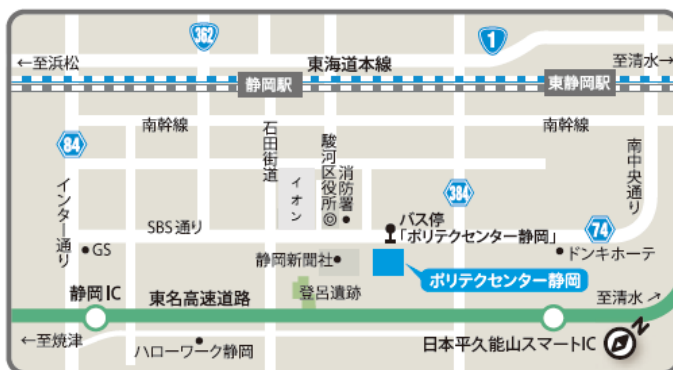 362
1
←至浜松
東海道本線
至清水→
静岡駅
東静岡駅
南幹線
南幹線
84
石田街道
駿河区役所◎
消防署
南中央通り
インター通り
イオン
384
SBS通り
バス停
「ポリテクセンター静岡」
74
GS
静岡新聞社
ドンキホーテ
ポリテクセンター静岡
静岡IC
東名高速道路
登呂遺跡
至清水↗
←至焼津
ハローワーク静岡
日本平久能山スマートIC
N